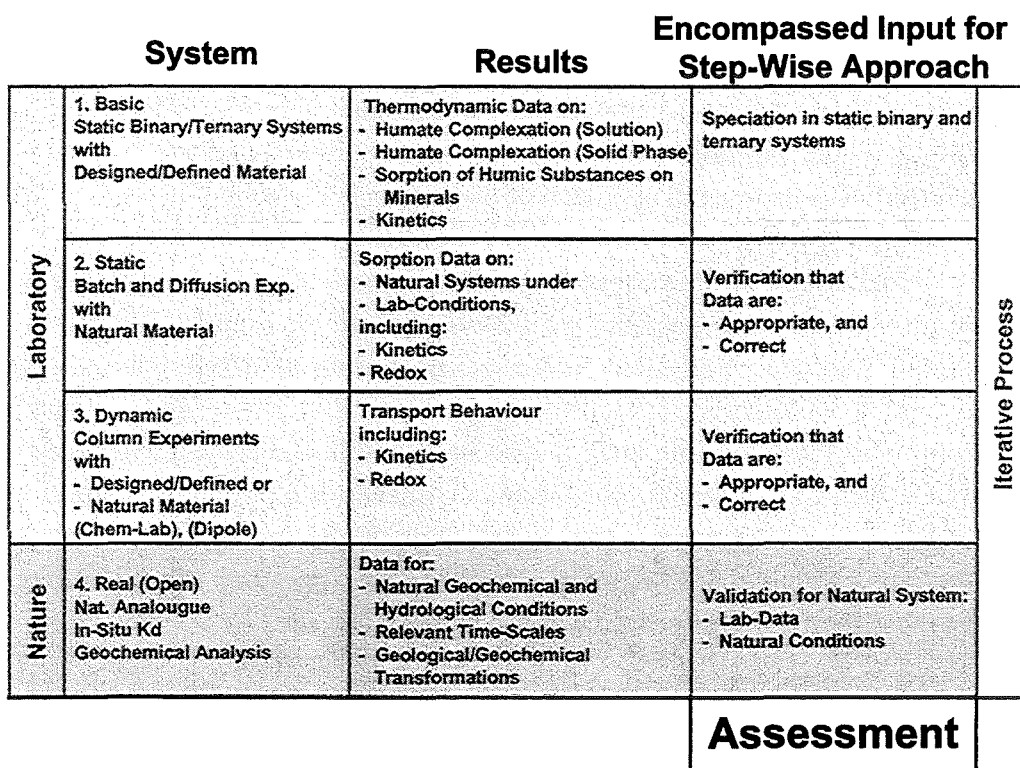 System
Results
Encompassed Input for
Step-Wise Approach
Laboratory
1. Basic
Static Binary/Ternary Systems
with
Designed/Defined Material
Thermodynamic Data on:
- Humate Complexation (Solution)
- Humate Complexation (Solid Phase)
- Sorption of Humic Substances on
Minerals
- Kinetics
Speciation in static binary and
ternary systems
2. Static
Batch and Diffusion Exp.
with
Natural Material
Sorption Data on:
- Natural Systems under
- Lab-Conditions,
including:
- Kinetics
- Redox
Verification that
Data are:
- Appropriate, and
- Correct
3. Dynamic
Column Experiments
with
- Designed/Defined or
- Natural Material
(Chem-Lab), (Dipole)
Transport Behaviour
including:
- Kinetics
- Redox
Verification that
Data are:
- Appropriate, and
- Correct
Nature
4. Real (Open)
Nat. Analougue
In-Situ Kd
Geochemical Analysis
Data for:
- Natural Geochemical and
Hydrological Conditions
- Relevant Time-Scales
- Geological/Geochemical
Transformations
Validation for Natural System:
- Lab-Data
- Natural Conditions
Iterative Process
Assessment